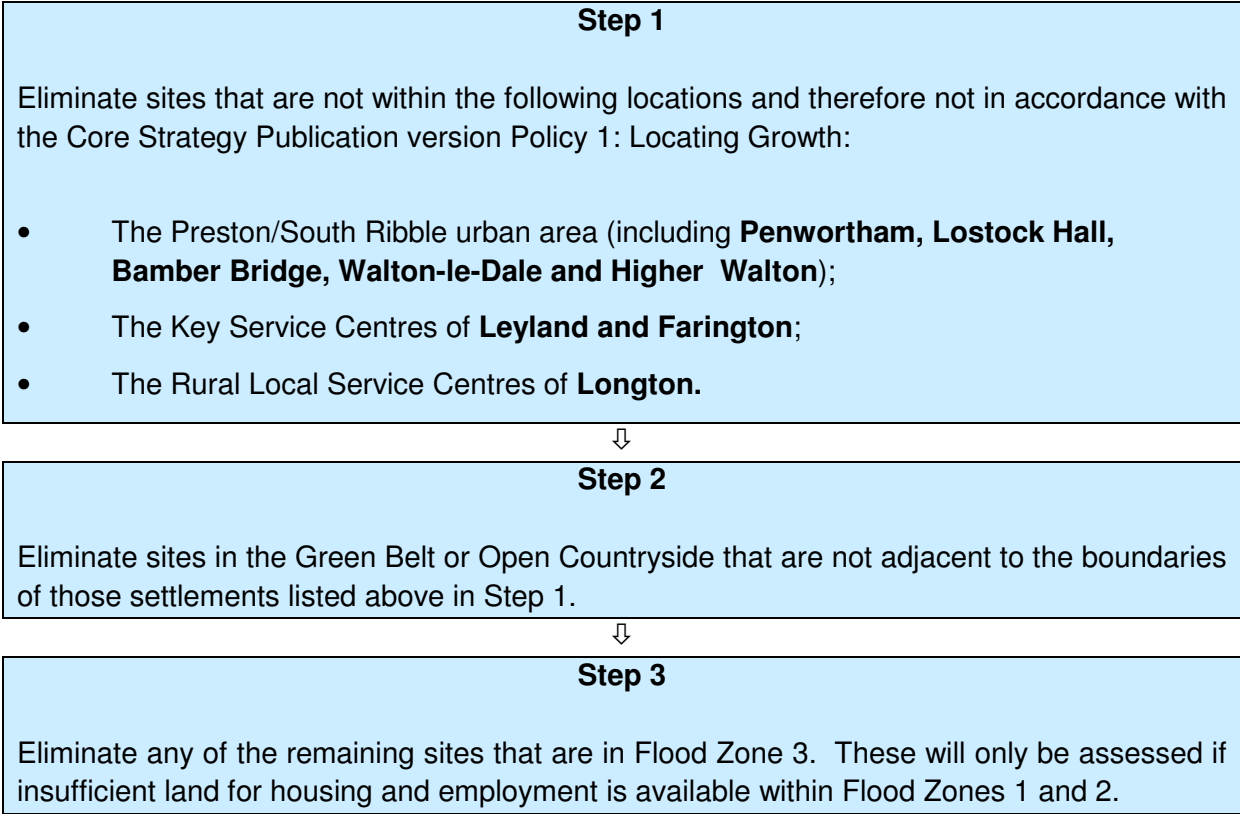 Step 1
Eliminate sites that are not within the following locations and therefore not in accordance with
the Core Strategy Publication version Policy 1: Locating Growth:
• The Preston/South Ribble urban area (including Penwortham, Lostock Hall,
Bamber Bridge, Walton-le-Dale and Higher Walton);
• The Key Service Centres of Leyland and Farington;
• The Rural Local Service Centres of Longton.
⇩
Step 2
Eliminate sites in the Green Belt or Open Countryside that are not adjacent to the boundaries
of those settlements listed above in Step 1.
⇩
Step 3
Eliminate any of the remaining sites that are in Flood Zone 3. These will only be assessed if
insufficient land for housing and employment is available within Flood Zones 1 and 2.